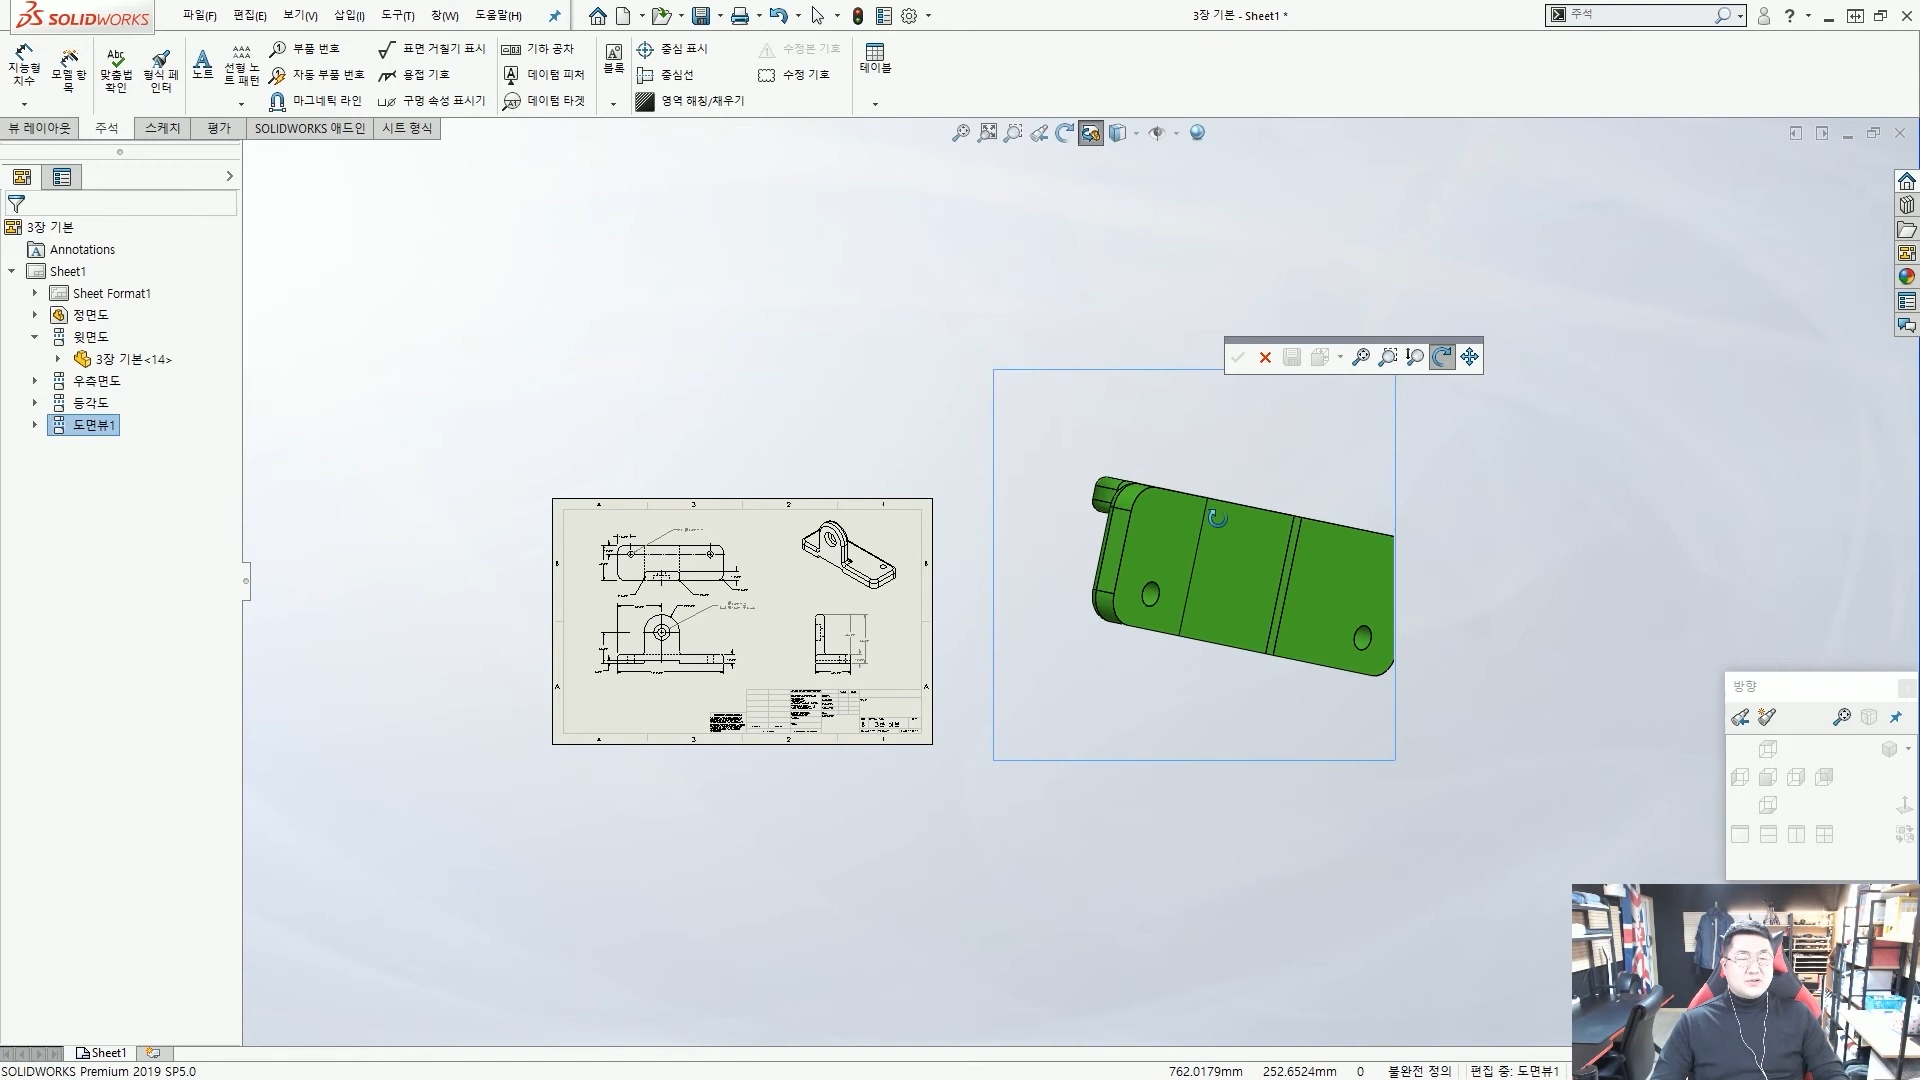 SOLIDWORKS
파일(F) 편집(E) 보기(V) 삽입(I) 도구(T) 창(W) 도움말(H)
3장 기본 - Sheet1 *
주석
지능형 치수
모델 항목
맞춤법 확인
형식 페인터
노트
선형 노트 패턴
부품 번호
자동 부품 번호
마그네틱 라인
표면 거칠기 표시
용접 기호
구멍 속성 표시기
기하 공차
데이텀 피처
데이텀 타겟
블록
중심 표시
중심선
영역 해칭/채우기
수정본 기호
수정 기호
테이블
뷰 레이아웃 주석 스케치 평가 SOLIDWORKS 애드인 시트 형식
3장 기본
Annotations
Sheet1
Sheet Format1
정면도
윗면도
3장 기본<14>
우측면도
등각도
도면뷰1
방향
Sheet1
SOLIDWORKS Premium 2019 SP5.0
762.0179mm 252.6524mm 0 불완전 정의 편집 중: 도면뷰1